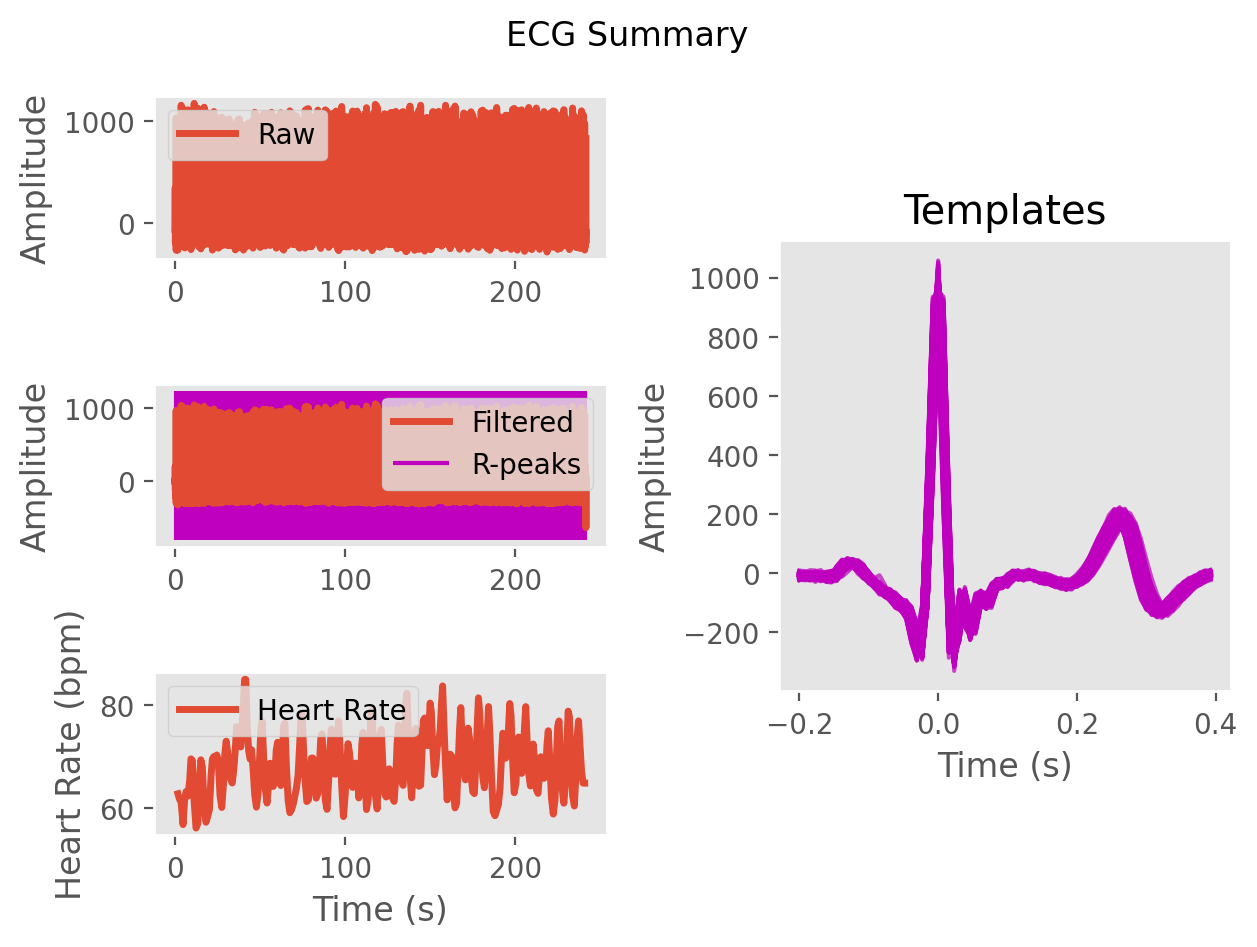 ECG Summary
Amplitude
1000
0
Raw
0 100 200
Amplitude
1000
0
Filtered
R-peaks
0 100 200
Heart Rate (bpm)
80
60
Heart Rate
0 100 200
Time (s)
Templates
Amplitude
1000
800
600
400
200
0
−200
−0.2 0.0 0.2 0.4
Time (s)